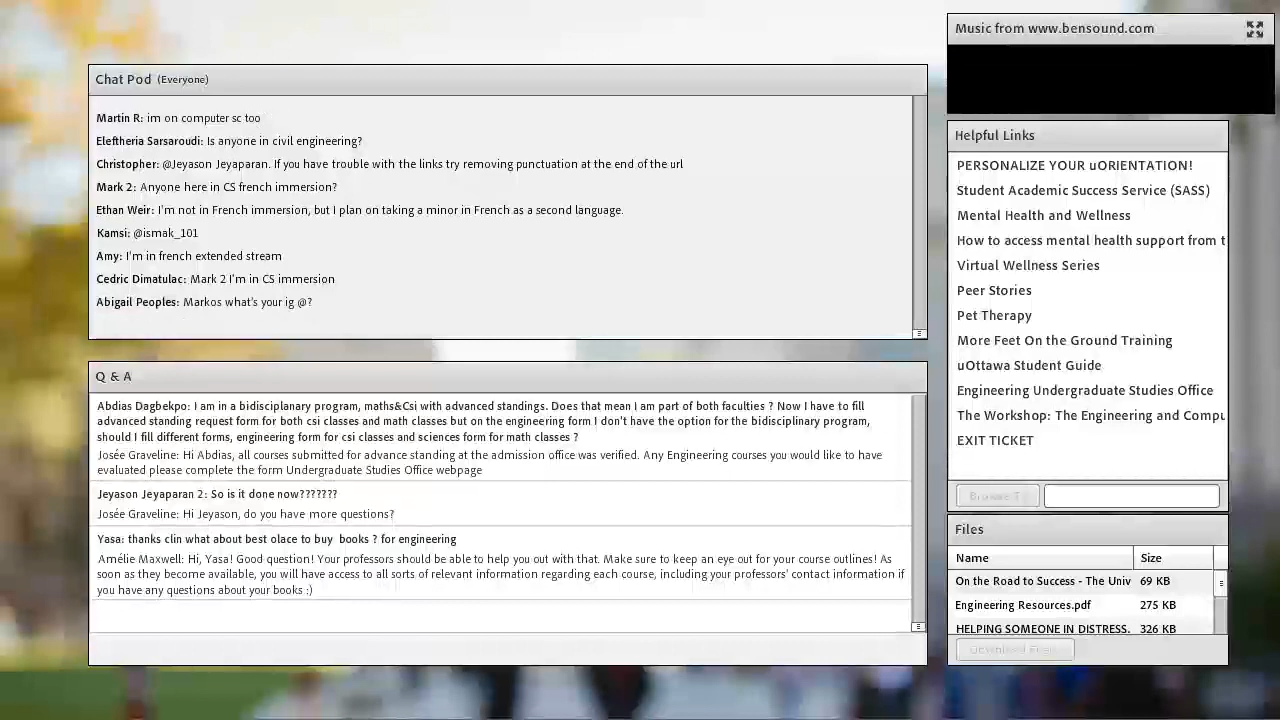 Music from www.bensound.com
Chat Pod (Everyone)
Martin R: im on computer sc too
Eleftheria Sarsaroudi: Is anyone in civil engineering?
Christopher: @Jeyason Jeyaparan. If you have trouble with the links try removing punctuation at the end of the url
Mark 2: Anyone here in CS french immersion?
Ethan Weir: I'm not in French immersion, but I plan on taking a minor in French as a second language.
Kamsi: @ismak_101
Amy: I'm in french extended stream
Cedric Dimatulac: Mark 2 I'm in CS immersion
Abigail Peoples: Markos what's your ig @?
Q & A
Abdias Dagbekpo: I am in a bidisciplanary program, maths&Csi with advanced standings. Does that mean I am part of both faculties ? Now I have to fill
advanced standing request form for both csi classes and math classes but on the engineering form I don't have the option for the bidisciplinary program,
should I fill different forms, engineering form for csi classes and sciences form for math classes ?
Josée Graveline: Hi Abdias, all courses submitted for advance standing at the admission office was verified. Any Engineering courses you would like to have
evaluated please complete the form Undergraduate Studies Office webpage
Jeyason Jeyaparan 2: So is it done now???????
Josée Graveline: Hi Jeyason, do you have more questions?
Yasa: thanks clin what about best olace to buy books ? for engineering
Amélie Maxwell: Hi, Yasa! Good question! Your professors should be able to help you out with that. Make sure to keep an eye out for your course outlines! As
soon as they become available, you will have access to all sorts of relevant information regarding each course, including your professors' contact information if
you have any questions about your books :)
Helpful Links
PERSONALIZE YOUR uORIENTATION!
Student Academic Success Service (SASS)
Mental Health and Wellness
How to access mental health support from t
Virtual Wellness Series
Peer Stories
Pet Therapy
More Feet On the Ground Training
uOttawa Student Guide
Engineering Undergraduate Studies Office
The Workshop: The Engineering and Compu
EXIT TICKET
Browse To
Files
Name Size
On the Road to Success - The Univ 69 KB
Engineering Resources.pdf 275 KB
HELPING SOMEONE IN DISTRESS. 326 KB
Download File